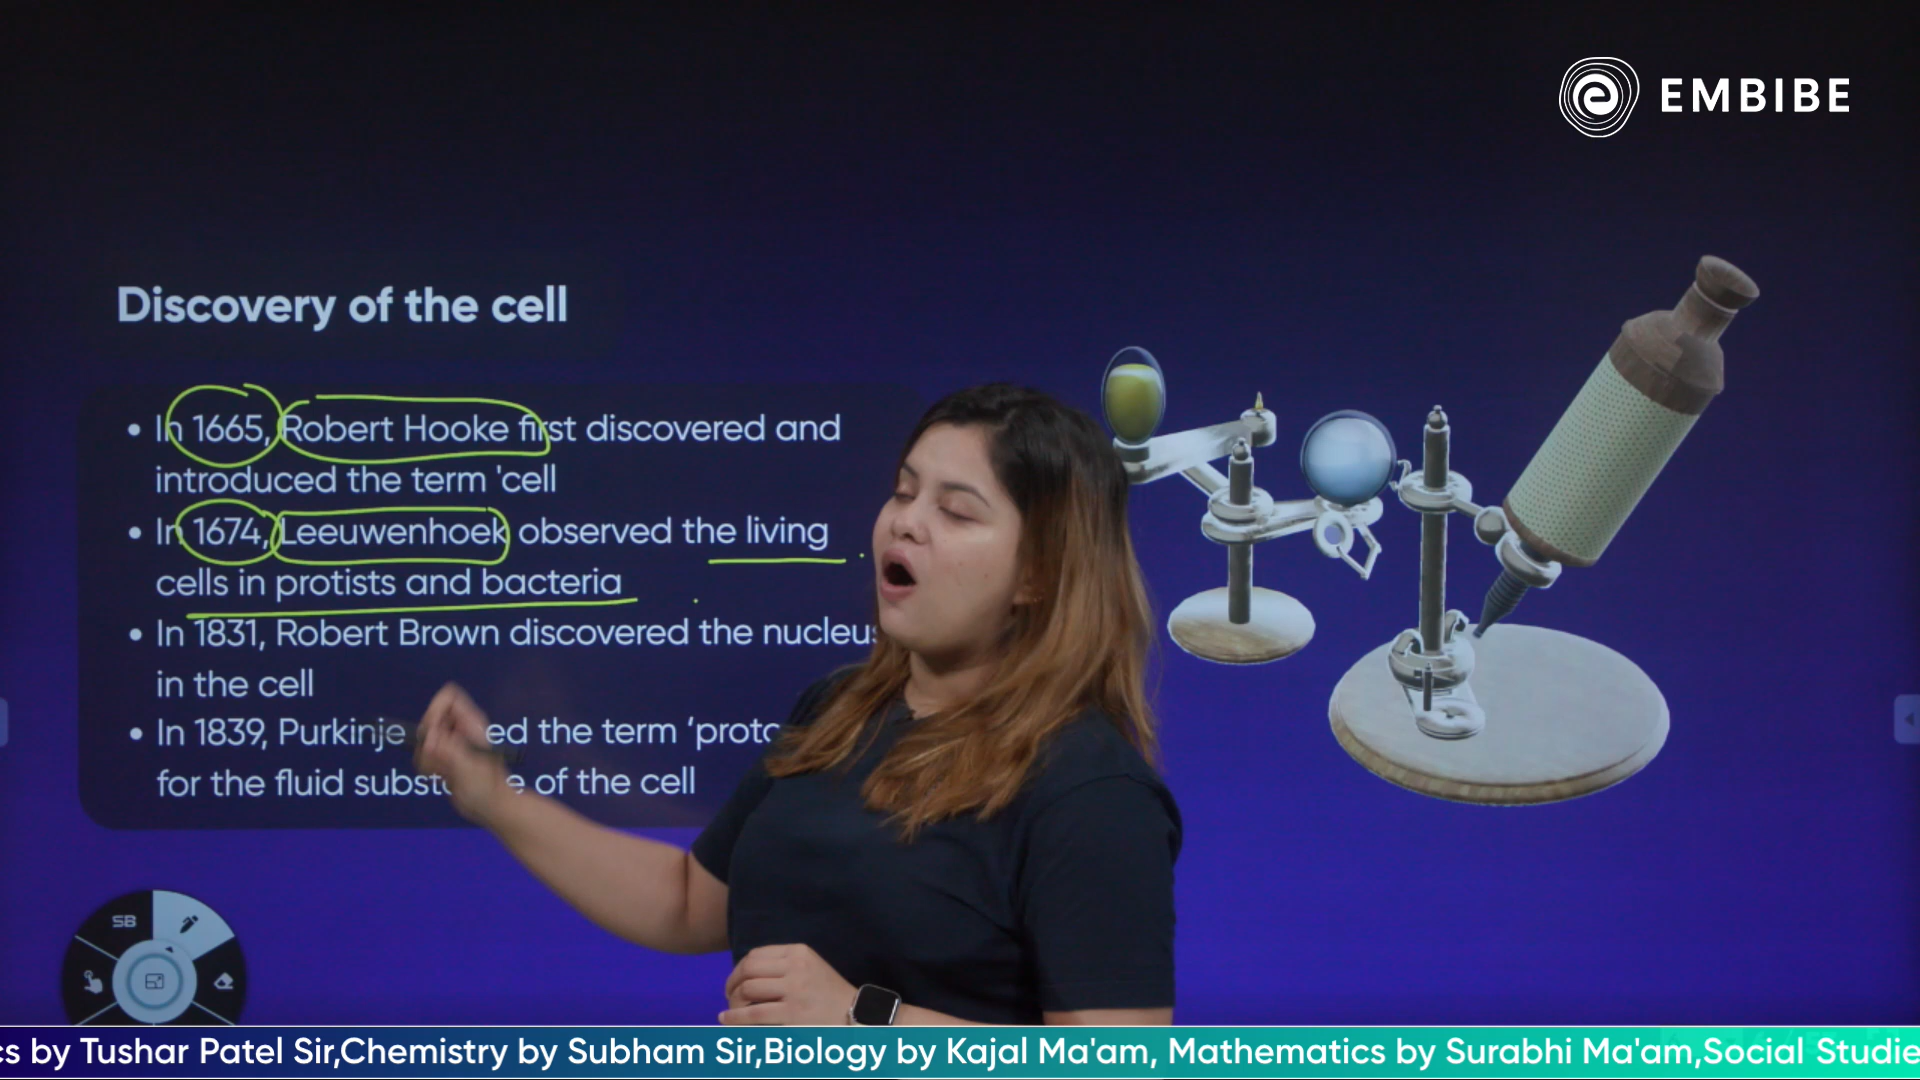 EMBIBE
Discovery of the cell
• In 1665, Robert Hooke first discovered and
introduced the term 'cell
• In 1674, Leeuwenhoek observed the living
cells in protists and bacteria
• In 1831, Robert Brown discovered the nucleus
in the cell
• In 1839, Purkinje ed the term ‘proto
for the fluid of the cell
SB
cs by Tushar Patel Sir,Chemistry by Subham Sir,Biology by Kajal Ma'am, Mathematics by Surabhi Ma'am,Social Studie